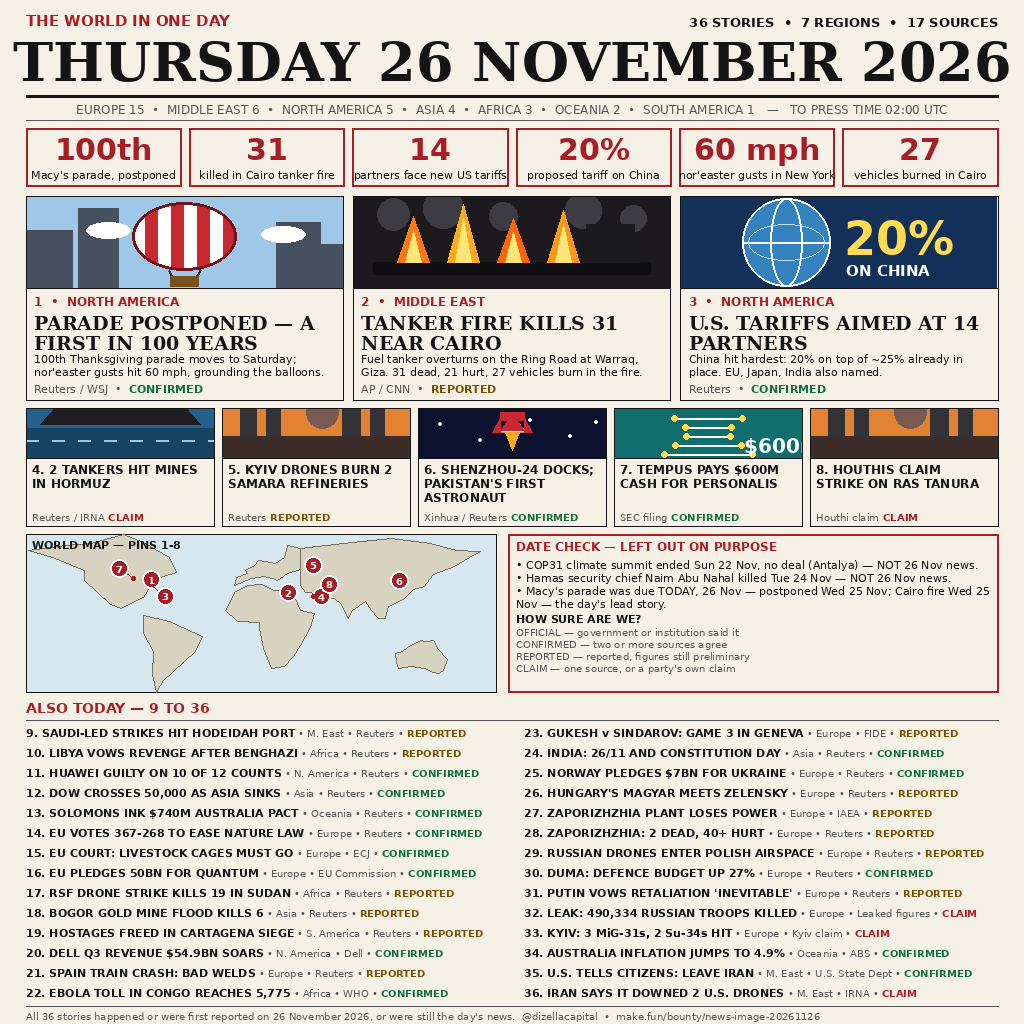 THE WORLD IN ONE DAY
36 STORIES • 7 REGIONS • 17 SOURCES
THURSDAY 26 NOVEMBER 2026
EUROPE 15 • MIDDLE EAST 6 • NORTH AMERICA 5 • ASIA 4 • AFRICA 3 • OCEANIA 2 • SOUTH AMERICA 1 — TO PRESS TIME 02:00 UTC
100th
Macy's parade, postponed
31
killed in Cairo tanker fire
14
partners face new US tariffs
20%
proposed tariff on China
60 mph
nor'easter gusts in New York
27
vehicles burned in Cairo
1 • NORTH AMERICA
PARADE POSTPONED — A
FIRST IN 100 YEARS
100th Thanksgiving parade moves to Saturday;
nor'easter gusts hit 60 mph, grounding the balloons.
Reuters / WSJ • CONFIRMED
2 • MIDDLE EAST
TANKER FIRE KILLS 31
NEAR CAIRO
Fuel tanker overturns on the Ring Road at Warraq,
Giza. 31 dead, 21 hurt, 27 vehicles burn in the fire.
AP / CNN • REPORTED
20%
ON CHINA
3 • NORTH AMERICA
U.S. TARIFFS AIMED AT 14
PARTNERS
China hit hardest: 20% on top of ~25% already in
place. EU, Japan, India also named.
Reuters • CONFIRMED
4. 2 TANKERS HIT MINES
IN HORMUZ
Reuters / IRNA CLAIM
5. KYIV DRONES BURN 2
SAMARA REFINERIES
Reuters REPORTED
6. SHENZHOU-24 DOCKS;
PAKISTAN'S FIRST
ASTRONAUT
Xinhua / Reuters CONFIRMED
$600
7. TEMPUS PAYS $600M
CASH FOR PERSONALIS
SEC filing CONFIRMED
8. HOUTHIS CLAIM
STRIKE ON RAS TANURA
Houthi claim CLAIM
WORLD MAP — PINS 1-8
7
1
3
5
2
8
4
6
DATE CHECK — LEFT OUT ON PURPOSE
• COP31 climate summit ended Sun 22 Nov, no deal (Antalya) — NOT 26 Nov news.
• Hamas security chief Naim Abu Nahal killed Tue 24 Nov — NOT 26 Nov news.
• Macy's parade was due TODAY, 26 Nov — postponed Wed 25 Nov; Cairo fire Wed 25
Nov — the day's lead story.
HOW SURE ARE WE?
OFFICIAL — government or institution said it
CONFIRMED — two or more sources agree
REPORTED — reported, figures still preliminary
CLAIM — one source, or a party's own claim
ALSO TODAY — 9 TO 36
9. SAUDI-LED STRIKES HIT HODEIDAH PORT • M. East • Reuters • REPORTED
10. LIBYA VOWS REVENGE AFTER BENGHAZI • Africa • Reuters • REPORTED
11. HUAWEI GUILTY ON 10 OF 12 COUNTS • N. America • Reuters • CONFIRMED
12. DOW CROSSES 50,000 AS ASIA SINKS • Asia • Reuters • CONFIRMED
13. SOLOMONS INK $740M AUSTRALIA PACT • Oceania • Reuters • CONFIRMED
14. EU VOTES 367-268 TO EASE NATURE LAW • Europe • Reuters • CONFIRMED
15. EU COURT: LIVESTOCK CAGES MUST GO • Europe • ECJ • CONFIRMED
16. EU PLEDGES 50BN FOR QUANTUM • Europe • EU Commission • CONFIRMED
17. RSF DRONE STRIKE KILLS 19 IN SUDAN • Africa • Reuters • REPORTED
18. BOGOR GOLD MINE FLOOD KILLS 6 • Asia • Reuters • REPORTED
19. HOSTAGES FREED IN CARTAGENA SIEGE • S. America • Reuters • REPORTED
20. DELL Q3 REVENUE $54.9BN SOARS • N. America • Dell • CONFIRMED
21. SPAIN TRAIN CRASH: BAD WELDS • Europe • Reuters • REPORTED
22. EBOLA TOLL IN CONGO REACHES 5,775 • Africa • WHO • CONFIRMED
23. GUKESH v SINDAROV: GAME 3 IN GENEVA • Europe • FIDE • REPORTED
24. INDIA: 26/11 AND CONSTITUTION DAY • Asia • Reuters • CONFIRMED
25. NORWAY PLEDGES $7BN FOR UKRAINE • Europe • Reuters • CONFIRMED
26. HUNGARY'S MAGYAR MEETS ZELENSKY • Europe • Reuters • REPORTED
27. ZAPORIZHZHIA PLANT LOSES POWER • Europe • IAEA • REPORTED
28. ZAPORIZHZHIA: 2 DEAD, 40+ HURT • Europe • Reuters • REPORTED
29. RUSSIAN DRONES ENTER POLISH AIRSPACE • Europe • Reuters • REPORTED
30. DUMA: DEFENCE BUDGET UP 27% • Europe • Reuters • CONFIRMED
31. PUTIN VOWS RETALIATION 'INEVITABLE' • Europe • Reuters • REPORTED
32. LEAK: 490,334 RUSSIAN TROOPS KILLED • Europe • Leaked figures • CLAIM
33. KYIV: 3 MiG-31s, 2 Su-34s HIT • Europe • Kyiv claim • CLAIM
34. AUSTRALIA INFLATION JUMPS TO 4.9% • Oceania • ABS • CONFIRMED
35. U.S. TELLS CITIZENS: LEAVE IRAN • M. East • U.S. State Dept • CONFIRMED
36. IRAN SAYS IT DOWNED 2 U.S. DRONES • M. East • IRNA • CLAIM
All 36 stories happened or were first reported on 26 November 2026, or were still the day's news. @dizellacapital • make.fun/bounty/news-image-20261126